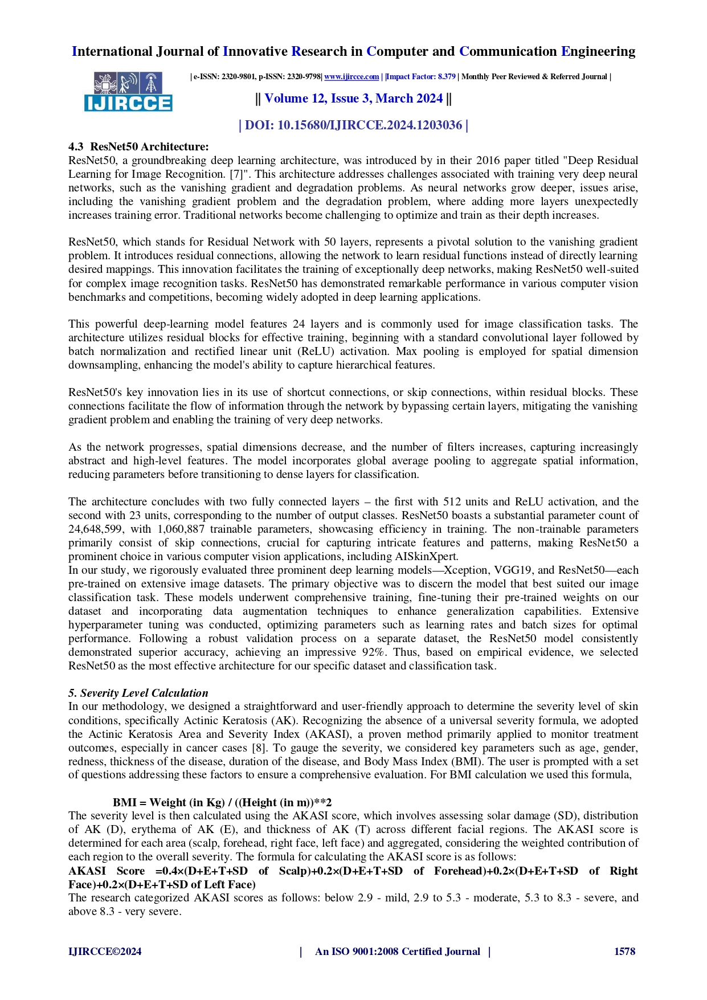 International Journal of Innovative Research in Computer and Communication Engineering
| e-ISSN: 2320-9801, p-ISSN: 2320-9798| www.ijircce.com | |Impact Factor: 8.379 | Monthly Peer Reviewed & Referred Journal |
IJIRCCE
|| Volume 12, Issue 3, March 2024 ||
| DOI: 10.15680/IJIRCCE.2024.1203036 |
4.3 ResNet50 Architecture:
ResNet50, a groundbreaking deep learning architecture, was introduced by in their 2016 paper titled "Deep Residual
Learning for Image Recognition. [7]". This architecture addresses challenges associated with training very deep neural
networks, such as the vanishing gradient and degradation problems. As neural networks grow deeper, issues arise,
including the vanishing gradient problem and the degradation problem, where adding more layers unexpectedly
increases training error. Traditional networks become challenging to optimize and train as their depth increases.
ResNet50, which stands for Residual Network with 50 layers, represents a pivotal solution to the vanishing gradient
problem. It introduces residual connections, allowing the network to learn residual functions instead of directly learning
desired mappings. This innovation facilitates the training of exceptionally deep networks, making ResNet50 well-suited
for complex image recognition tasks. ResNet50 has demonstrated remarkable performance in various computer vision
benchmarks and competitions, becoming widely adopted in deep learning applications.
This powerful deep-learning model features 24 layers and is commonly used for image classification tasks. The
architecture utilizes residual blocks for effective training, beginning with a standard convolutional layer followed by
batch normalization and rectified linear unit (ReLU) activation. Max pooling is employed for spatial dimension
downsampling, enhancing the model's ability to capture hierarchical features.
ResNet50's key innovation lies in its use of shortcut connections, or skip connections, within residual blocks. These
connections facilitate the flow of information through the network by bypassing certain layers, mitigating the vanishing
gradient problem and enabling the training of very deep networks.
As the network progresses, spatial dimensions decrease, and the number of filters increases, capturing increasingly
abstract and high-level features. The model incorporates global average pooling to aggregate spatial information,
reducing parameters before transitioning to dense layers for classification.
The architecture concludes with two fully connected layers – the first with 512 units and ReLU activation, and the
second with 23 units, corresponding to the number of output classes. ResNet50 boasts a substantial parameter count of
24,648,599, with 1,060,887 trainable parameters, showcasing efficiency in training. The non-trainable parameters
primarily consist of skip connections, crucial for capturing intricate features and patterns, making ResNet50 a
prominent choice in various computer vision applications, including AISkinXpert.
In our study, we rigorously evaluated three prominent deep learning models—Xception, VGG19, and ResNet50—each
pre-trained on extensive image datasets. The primary objective was to discern the model that best suited our image
classification task. These models underwent comprehensive training, fine-tuning their pre-trained weights on our
dataset and incorporating data augmentation techniques to enhance generalization capabilities. Extensive
hyperparameter tuning was conducted, optimizing parameters such as learning rates and batch sizes for optimal
performance. Following a robust validation process on a separate dataset, the ResNet50 model consistently
demonstrated superior accuracy, achieving an impressive 92%. Thus, based on empirical evidence, we selected
ResNet50 as the most effective architecture for our specific dataset and classification task.
5. Severity Level Calculation
In our methodology, we designed a straightforward and user-friendly approach to determine the severity level of skin
conditions, specifically Actinic Keratosis (AK). Recognizing the absence of a universal severity formula, we adopted
the Actinic Keratosis Area and Severity Index (AKASI), a proven method primarily applied to monitor treatment
outcomes, especially in cancer cases [8]. To gauge the severity, we considered key parameters such as age, gender,
redness, thickness of the disease, duration of the disease, and Body Mass Index (BMI). The user is prompted with a set
of questions addressing these factors to ensure a comprehensive evaluation. For BMI calculation we used this formula,
BMI = Weight (in Kg) / ((Height (in m))**2
The severity level is then calculated using the AKASI score, which involves assessing solar damage (SD), distribution
of AK (D), erythema of AK (E), and thickness of AK (T) across different facial regions. The AKASI score is
determined for each area (scalp, forehead, right face, left face) and aggregated, considering the weighted contribution of
each region to the overall severity. The formula for calculating the AKASI score is as follows:
AKASI Score =0.4×(D+E+T+SD of Scalp)+0.2×(D+E+T+SD of Forehead)+0.2×(D+E+T+SD of Right
Face)+0.2×(D+E+T+SD of Left Face)
The research categorized AKASI scores as follows: below 2.9 - mild, 2.9 to 5.3 - moderate, 5.3 to 8.3 - severe, and
above 8.3 - very severe.
IJIRCCE©2024 | An ISO 9001:2008 Certified Journal | 1578